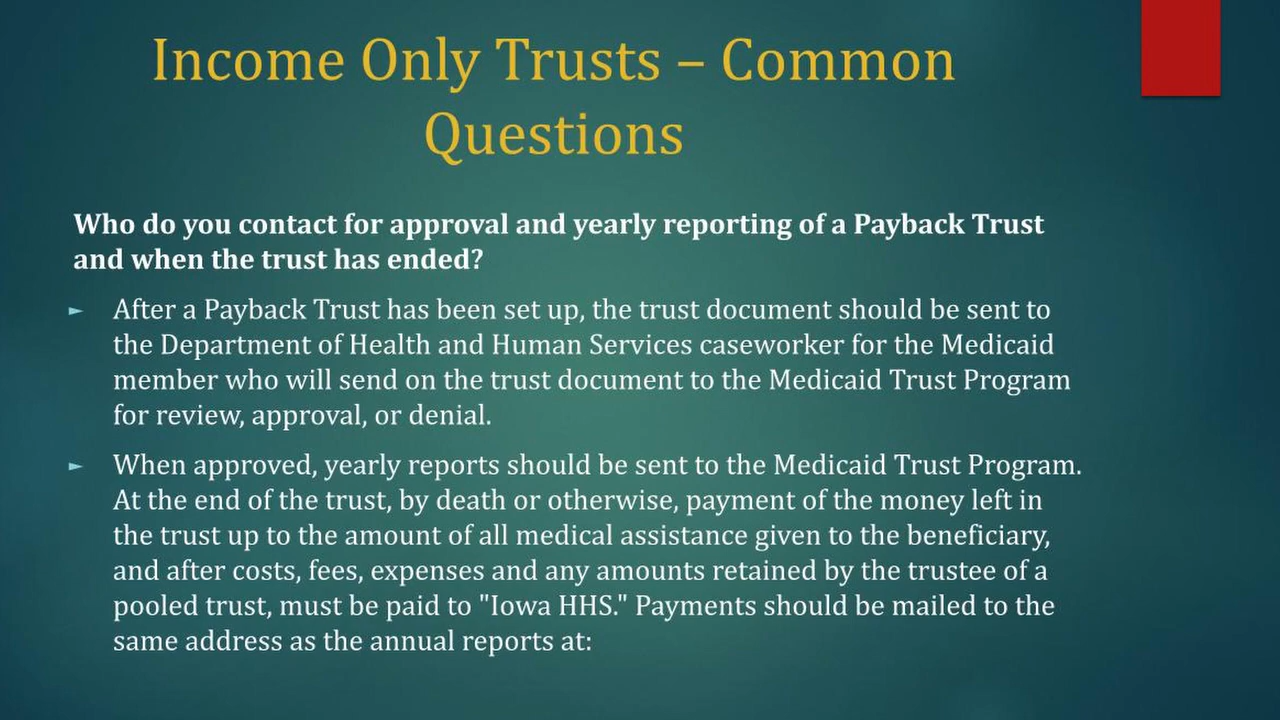 Income Only Trusts – Common
Questions
Who do you contact for approval and yearly reporting of a Payback Trust
and when the trust has ended?
► After a Payback Trust has been set up, the trust document should be sent to
the Department of Health and Human Services caseworker for the Medicaid
member who will send on the trust document to the Medicaid Trust Program
for review, approval, or denial.
► When approved, yearly reports should be sent to the Medicaid Trust Program.
At the end of the trust, by death or otherwise, payment of the money left in
the trust up to the amount of all medical assistance given to the beneficiary,
and after costs, fees, expenses and any amounts retained by the trustee of a
pooled trust, must be paid to "Iowa HHS." Payments should be mailed to the
same address as the annual reports at: